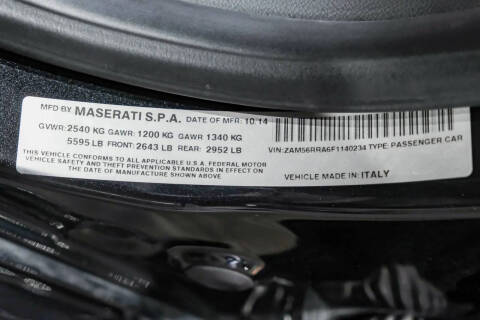 MFD BY MASERATI S.P.A. DATE OF MFR: 10.14
GVWR: 2540 KG GAWR: 1200 KG GAWR 1340 KG
5595 LB FRONT: 2643 LB REAR: 2952 LB
THIS VEHICLE CONFORMS TO ALL APPLICABLE U.S. FEDERAL MOTOR
VEHICLE SAFETY AND THEFT PREVENTION STANDARDS IN EFFECT ON
THE DATE OF MANUFACTURE SHOWN ABOVE.
VIN:ZAM56RRA6F1140234 TYPE: PASSENGER CAR
VEHICLE MADE IN: ITALY